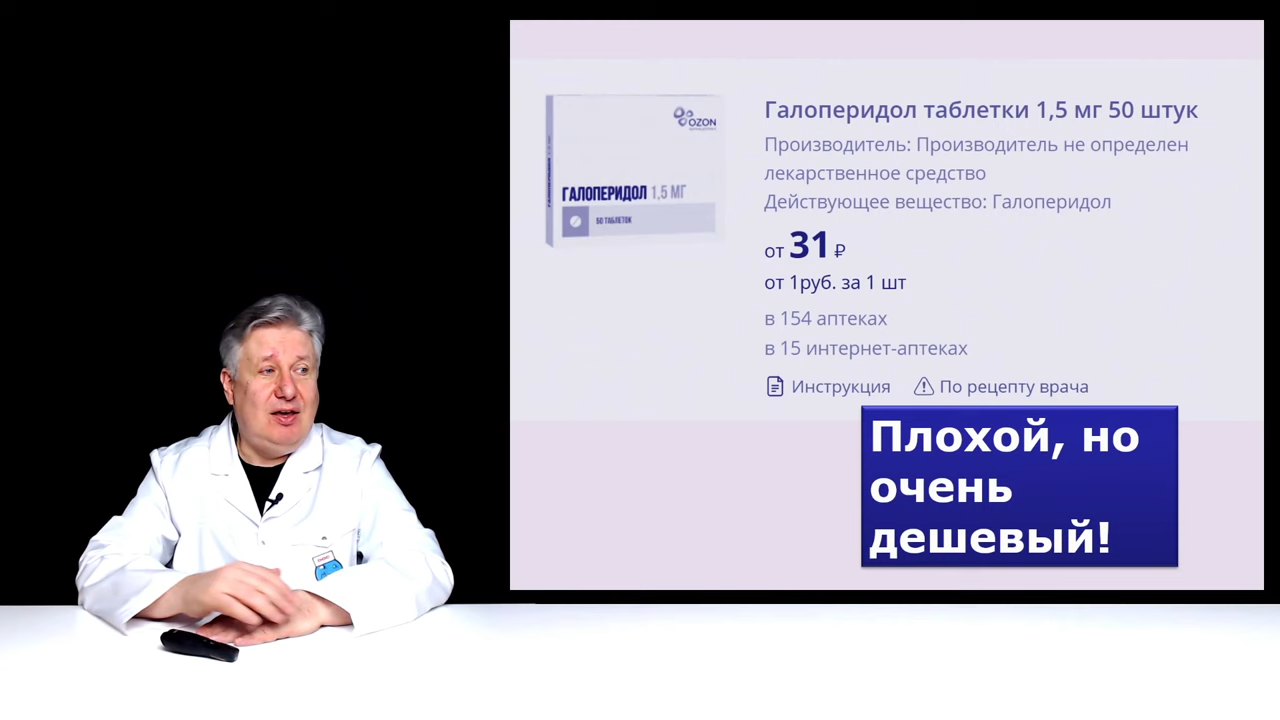 OZON
ГАЛОПЕРИДОЛ 1,5 МГ
50 ТАБЛЕТОК
Галоперидол таблетки 1,5 мг 50 штук
Производитель: Производитель не определен
лекарственное средство
Действующее вещество: Галоперидол
от 31 ₽
от 1руб. за 1 шт
в 154 аптеках
в 15 интернет-аптеках
Инструкция
По рецепту врача
Плохой, но
очень
дешевый!